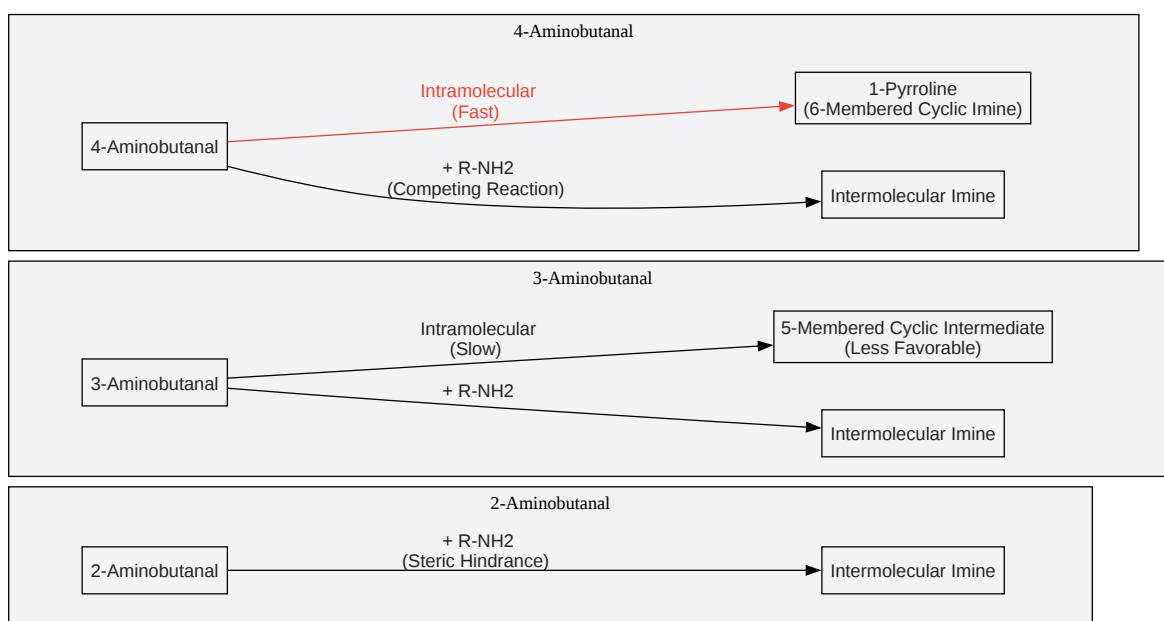 4-Aminobutanal
Intramolecular
(Fast)
1-Pyrroline
(6-Membered Cyclic Imine)
4-Aminobutanal
+ R-NH2
(Competing Reaction)
Intermolecular Imine
3-Aminobutanal
Intramolecular
(Slow)
5-Membered Cyclic Intermediate
(Less Favorable)
3-Aminobutanal
+ R-NH2
Intermolecular Imine
2-Aminobutanal
+ R-NH2
(Steric Hindrance)
2-Aminobutanal
Intermolecular Imine